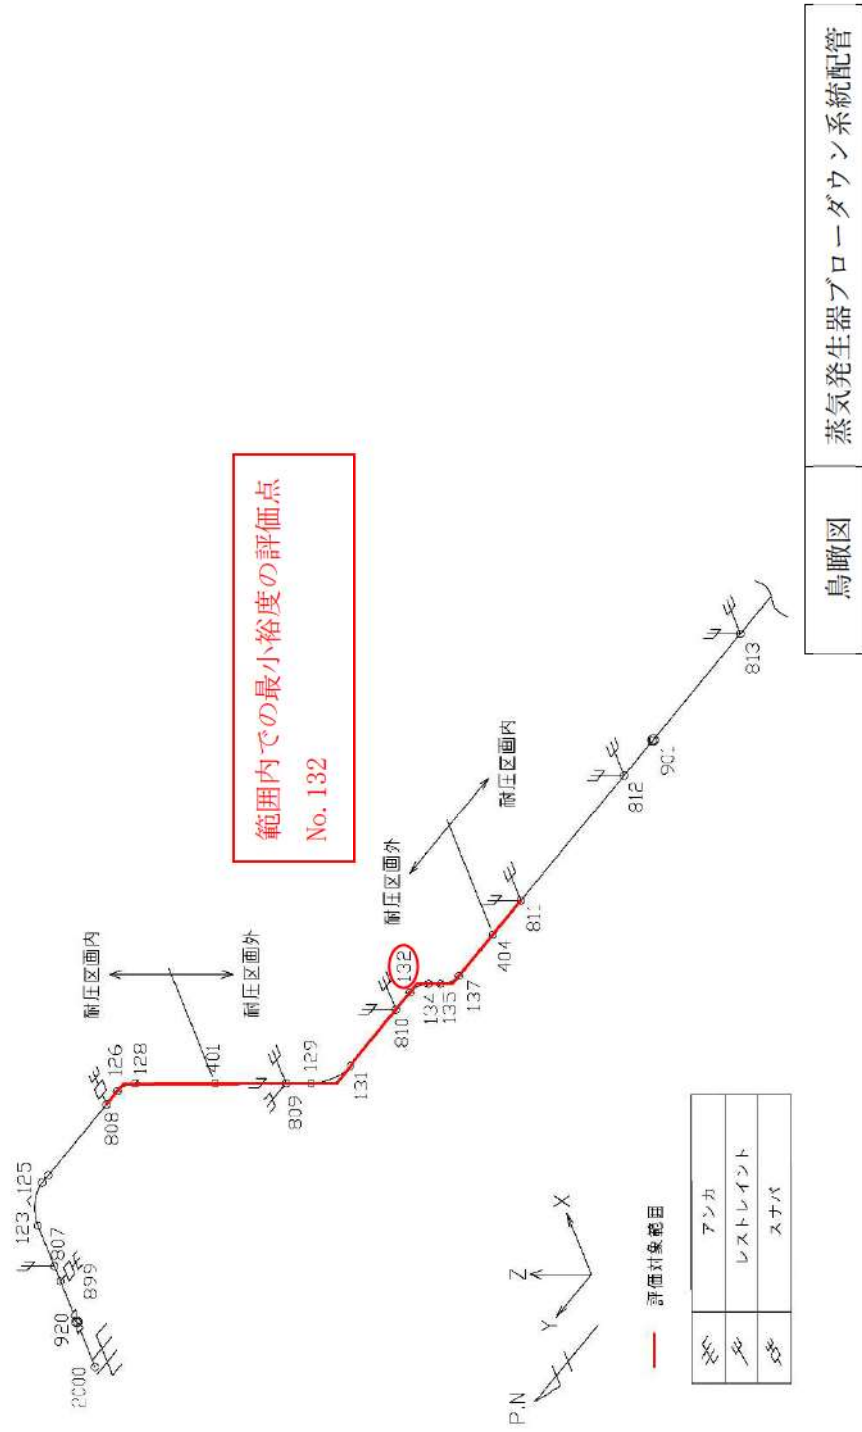 2000
920
899
807
123～125
808
126
128
401
耐圧区画内
耐圧区画外
809
129
131
810
132
134
135
137
404
811
耐圧区画外
耐圧区画内
812
901
813
範囲内での最小裕度の評価点
No. 132
P.N
Z
Y
X
評価対象範囲
アンカ
レストレイント
スナバ
鳥瞰図
蒸気発生器ブローダウン系統配管